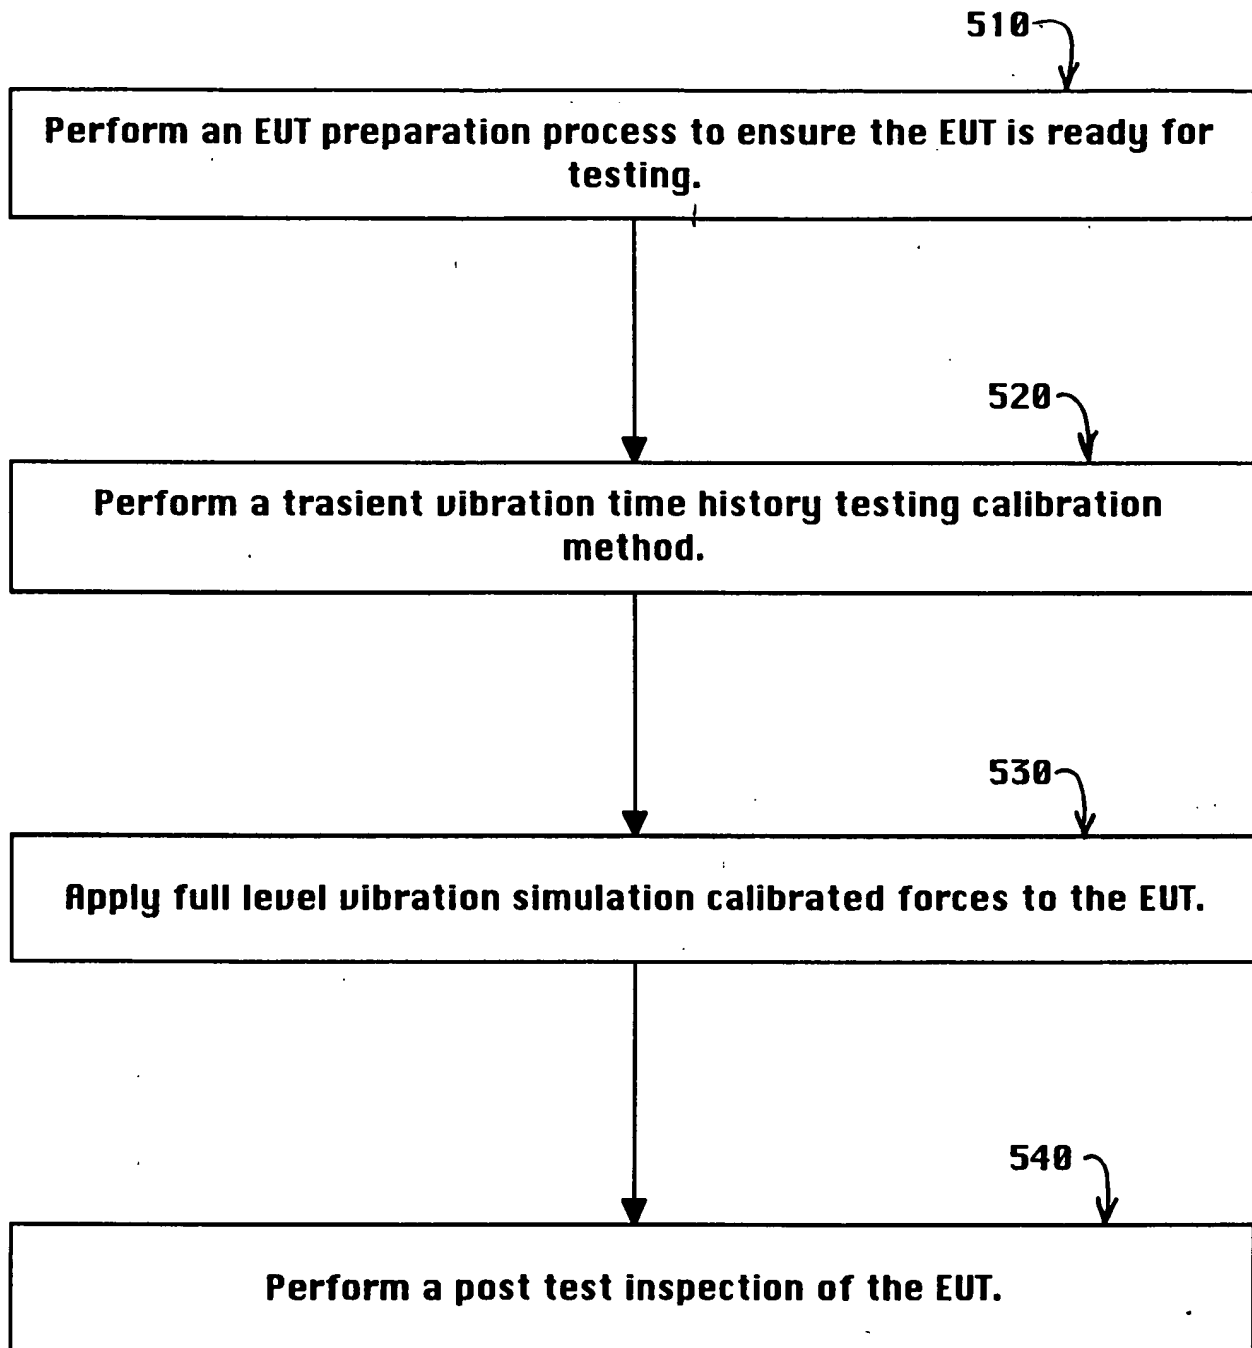 510
Perform an EUT preparation process to ensure the EUT is ready for
testing.
520
Perform a trasient vibration time history testing calibration
method.
530
Apply full level vibration simulation calibrated forces to the EUT.
540
Perform a post test inspection of the EUT.